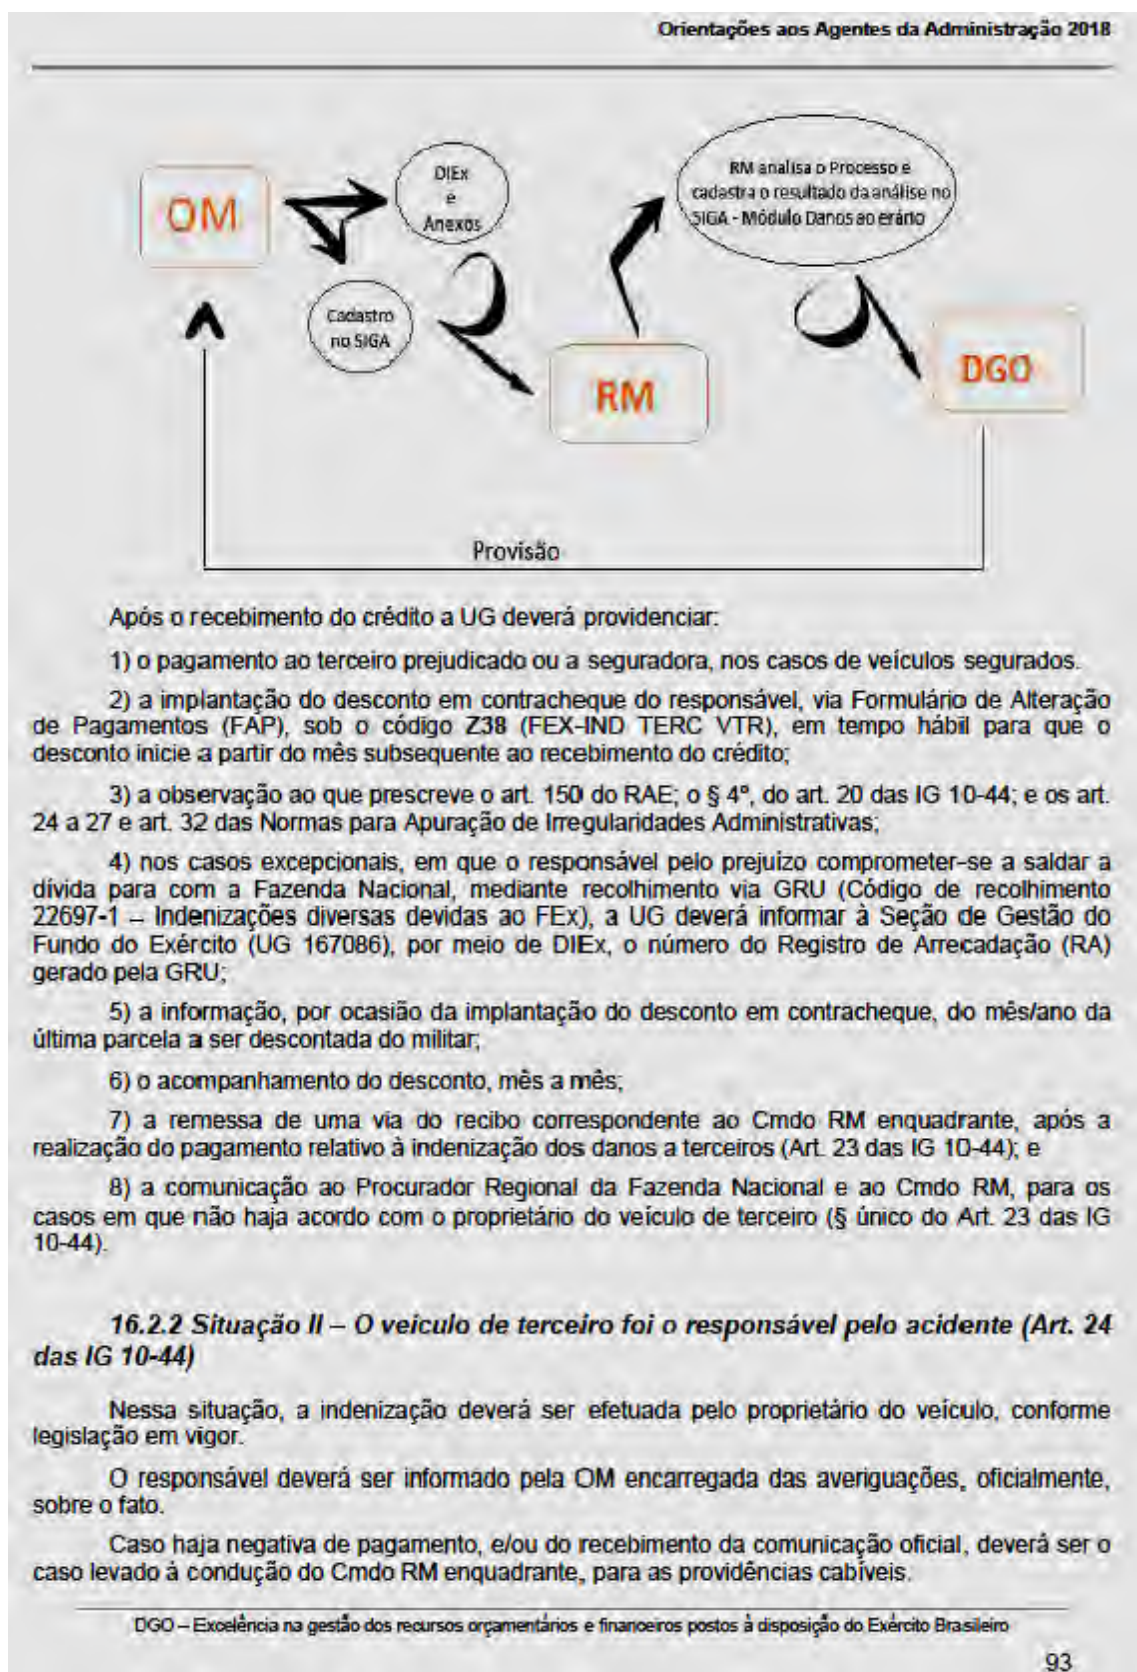 Orientações aos Agentes da Administração 2018
OM
DIEx
e
Anexos
Cadastro
no SIGA
RM
RM analisa o Processo e
cadastra o resultado da análise no
SIGA - Módulo Danos ao erário
DGO
Provisão
Após o recebimento do crédito a UG deverá providenciar:
1) o pagamento ao terceiro prejudicado ou a seguradora, nos casos de veículos segurados.
2) a implantação do desconto em contracheque do responsável, via Formulário de Alteração
de Pagamentos (FAP), sob o código Z38 (FEX-IND TERC VTR), em tempo hábil para que o
desconto inicie a partir do mês subsequente ao recebimento do crédito;
3) a observação ao que prescreve o art. 150 do RAE; o § 4º, do art. 20 das IG 10-44; e os art.
24 a 27 e art. 32 das Normas para Apuração de Irregularidades Administrativas;
4) nos casos excepcionais, em que o responsável pelo prejuízo comprometer-se a saldar a
dívida para com a Fazenda Nacional, mediante recolhimento via GRU (Código de recolhimento
22697-1 – Indenizações diversas devidas ao FEx), a UG deverá informar à Seção de Gestão do
Fundo do Exército (UG 167086), por meio de DIEx, o número do Registro de Arrecadação (RA)
gerado pela GRU;
5) a informação, por ocasião da implantação do desconto em contracheque, do mês/ano da
última parcela a ser descontada do militar;
6) o acompanhamento do desconto, mês a mês;
7) a remessa de uma via do recibo correspondente ao Cmdo RM enquadrante, após a
realização do pagamento relativo à indenização dos danos a terceiros (Art. 23 das IG 10-44); e
8) a comunicação ao Procurador Regional da Fazenda Nacional e ao Cmdo RM, para os
casos em que não haja acordo com o proprietário do veículo de terceiro (§ único do Art. 23 das IG
10-44).
16.2.2 Situação II – O veículo de terceiro foi o responsável pelo acidente (Art. 24
das IG 10-44)
Nessa situação, a indenização deverá ser efetuada pelo proprietário do veículo, conforme
legislação em vigor.
O responsável deverá ser informado pela OM encarregada das averiguações, oficialmente,
sobre o fato.
Caso haja negativa de pagamento, e/ou do recebimento da comunicação oficial, deverá ser o
caso levado à condução do Cmdo RM enquadrante, para as providências cabíveis.
DGO – Excelência na gestão dos recursos orçamentários e financeiros postos à disposição do Exército Brasileiro
93